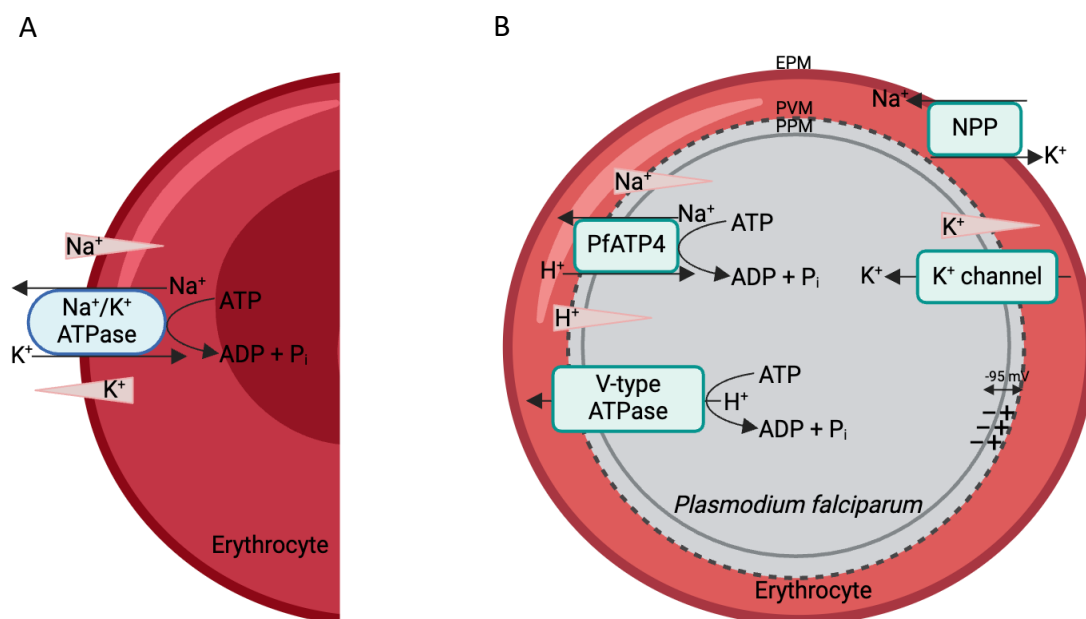 A
Na⁺
Na⁺
Na⁺/K⁺
ATPase
ATP
K⁺
ADP + Pᵢ
K⁺
Erythrocyte
B
EPM
Na⁺
PVM
PPM
NPP
K⁺
Na⁺
Na⁺
ATP
K⁺
PfATP4
H⁺
ADP + Pᵢ
K⁺
K⁺ channel
H⁺
ATP
-95 mV
V-type
ATPase
H⁺
ADP + Pᵢ
− +
− +
− +
Plasmodium falciparum
Erythrocyte